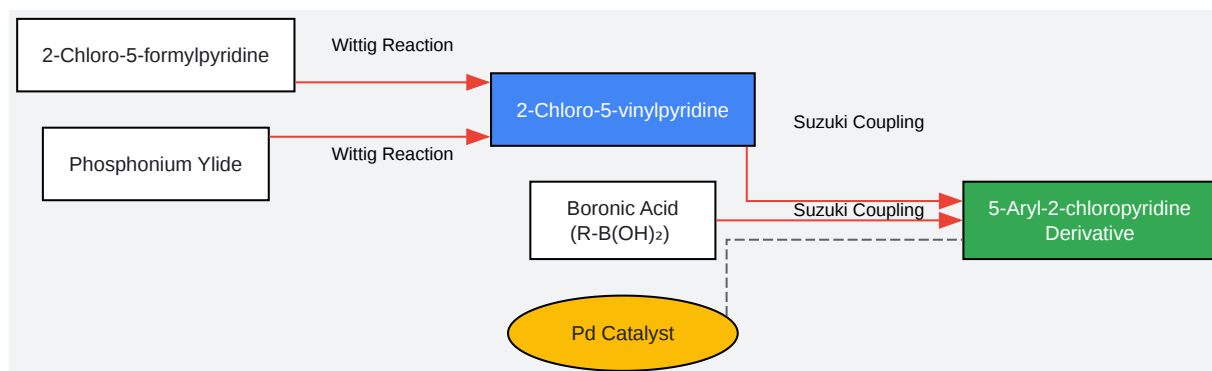 2-Chloro-5-formylpyridine
Wittig Reaction
2-Chloro-5-vinylpyridine
Phosphonium Ylide
Wittig Reaction
Suzuki Coupling
Boronic Acid
(R-B(OH)₂)
Suzuki Coupling
5-Aryl-2-chloropyridine
Derivative
Pd Catalyst